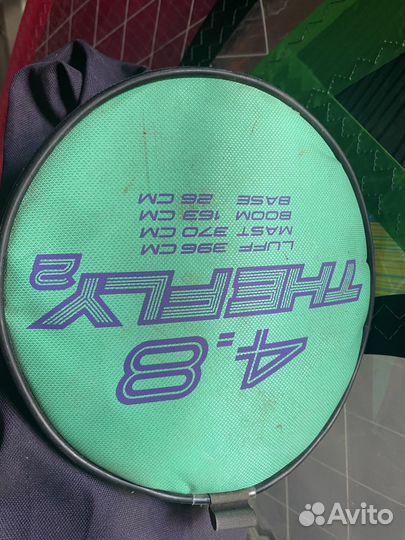 4.8
THEFLY2
LUFF 396 CM
MAST 370 CM
BOOM 163 CM
BASE 26 CM
Avito